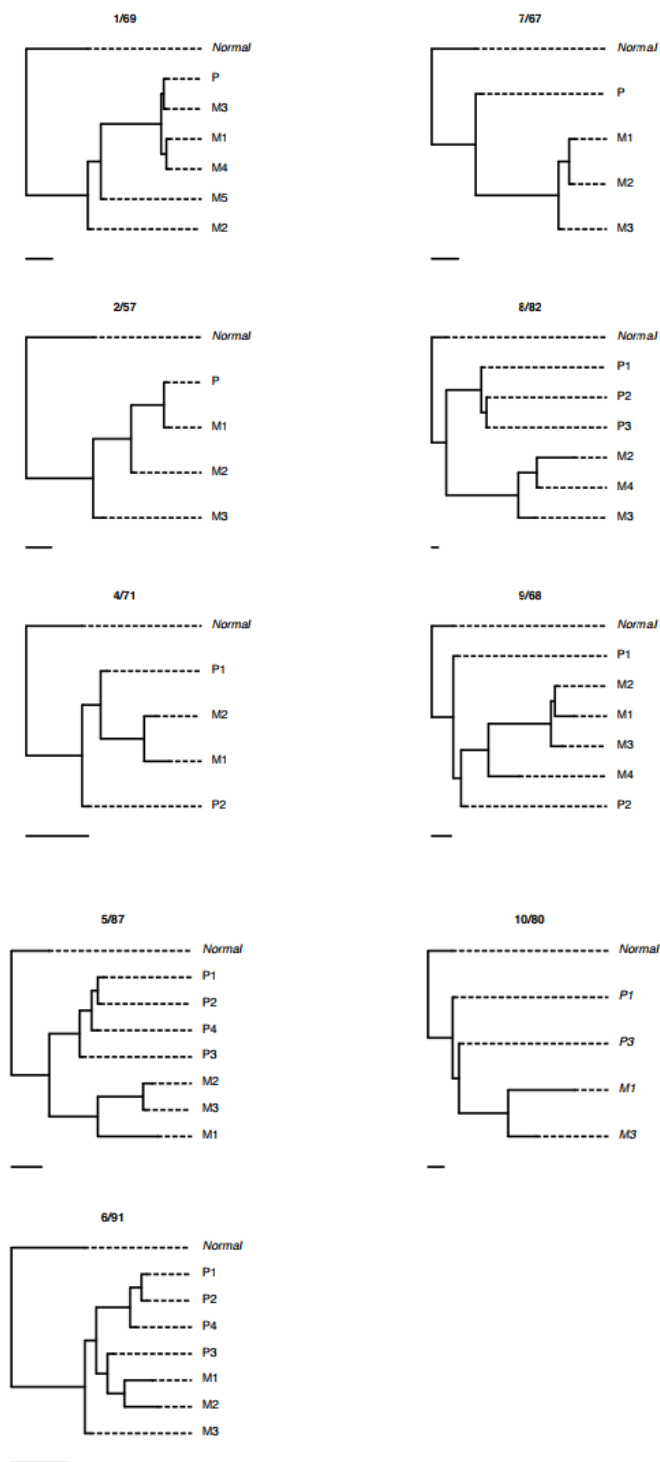 1/69
Normal
P
M3
M1
M4
M5
M2
7/67
Normal
P
M1
M2
M3
2/57
Normal
P
M1
M2
M3
8/82
Normal
P1
P2
P3
M2
M4
M3
4/71
Normal
P1
M2
M1
P2
9/68
Normal
P1
M2
M1
M3
M4
P2
5/87
Normal
P1
P2
P4
P3
M2
M3
M1
10/80
Normal
P1
P3
M1
M3
6/91
Normal
P1
P2
P4
P3
M1
M2
M3